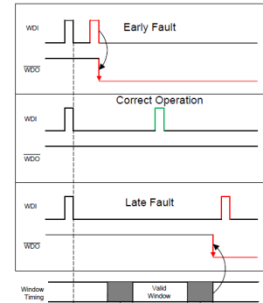 Early Fault
WDI
WDO
Correct Operation
WDI
WDO
Late Fault
WDI
WDO
Window
Timing
Valid
Window